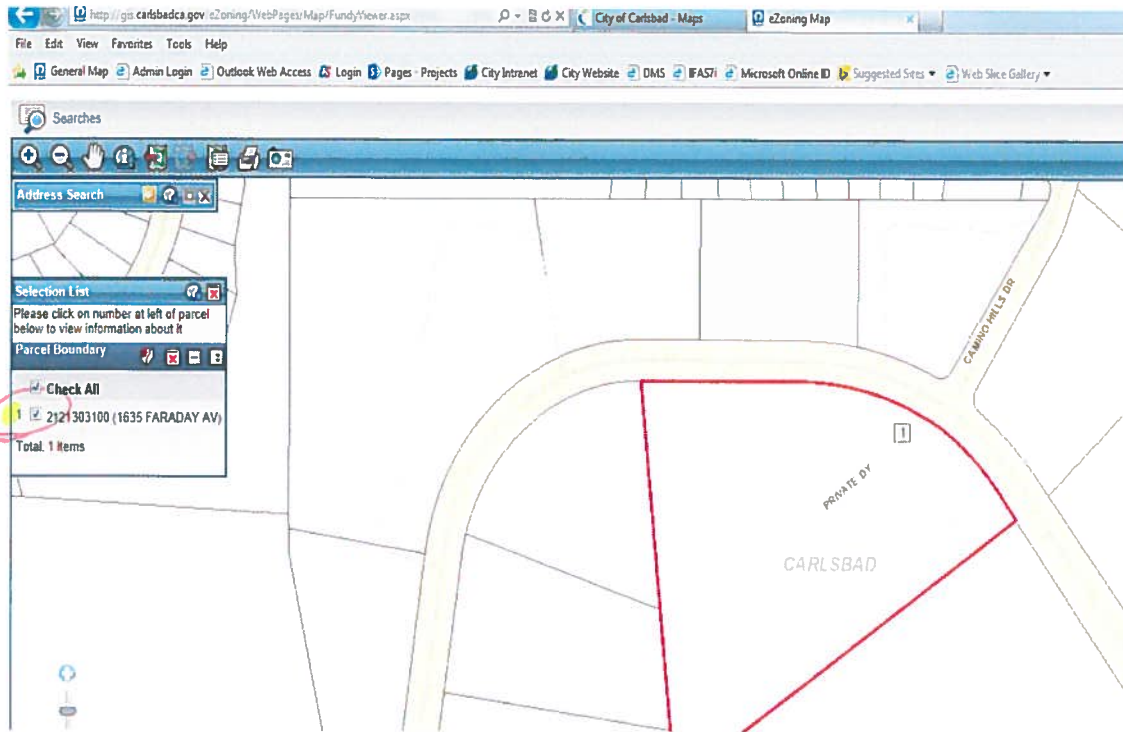 http://gis.carlsbadca.gov/eZoning/WebPages/Map/FundyViewer.aspx
City of Carlsbad - Maps
eZoning Map
File Edit View Favorites Tools Help
General Map Admin Login Outlook Web Access Login Pages - Projects City Intranet City Website DMS IFAS7i Microsoft Online ID Suggested Sites Web Slice Gallery
Searches
Address Search
Selection List
Please click on number at left of parcel
below to view information about it
Parcel Boundary
Check All
1 2121303100 (1635 FARADAY AV)
Total: 1 Items
CAMINO HILLS DR
1
PRIVATE DY
CARLSBAD